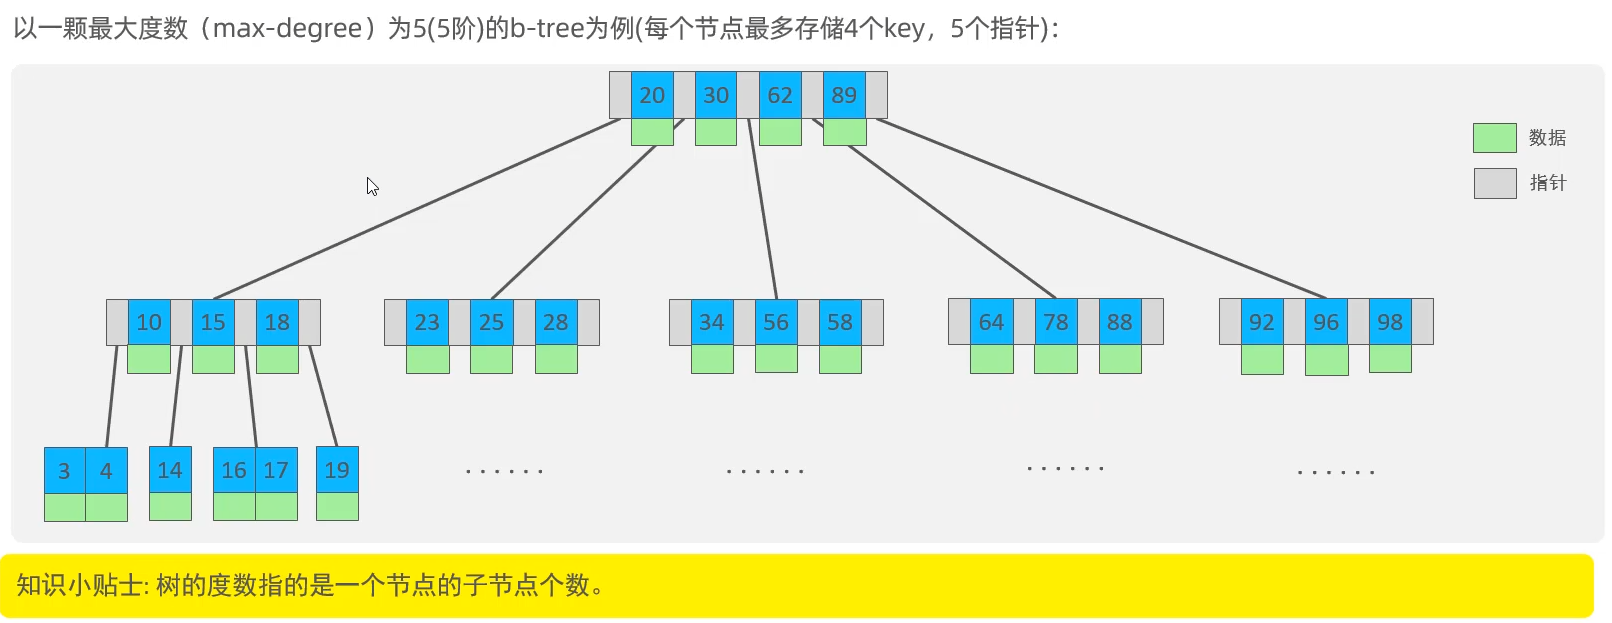 以一颗最大度数（max-degree）为5(5阶)的b-tree为例(每个节点最多存储4个key，5个指针)：
20 30 62 89
数据
指针
10 15 18 23 25 28 34 56 58 64 78 88 92 96 98
3 4 14 16 17 19 ...... ...... ...... ......
知识小贴士: 树的度数指的是一个节点的子节点个数。